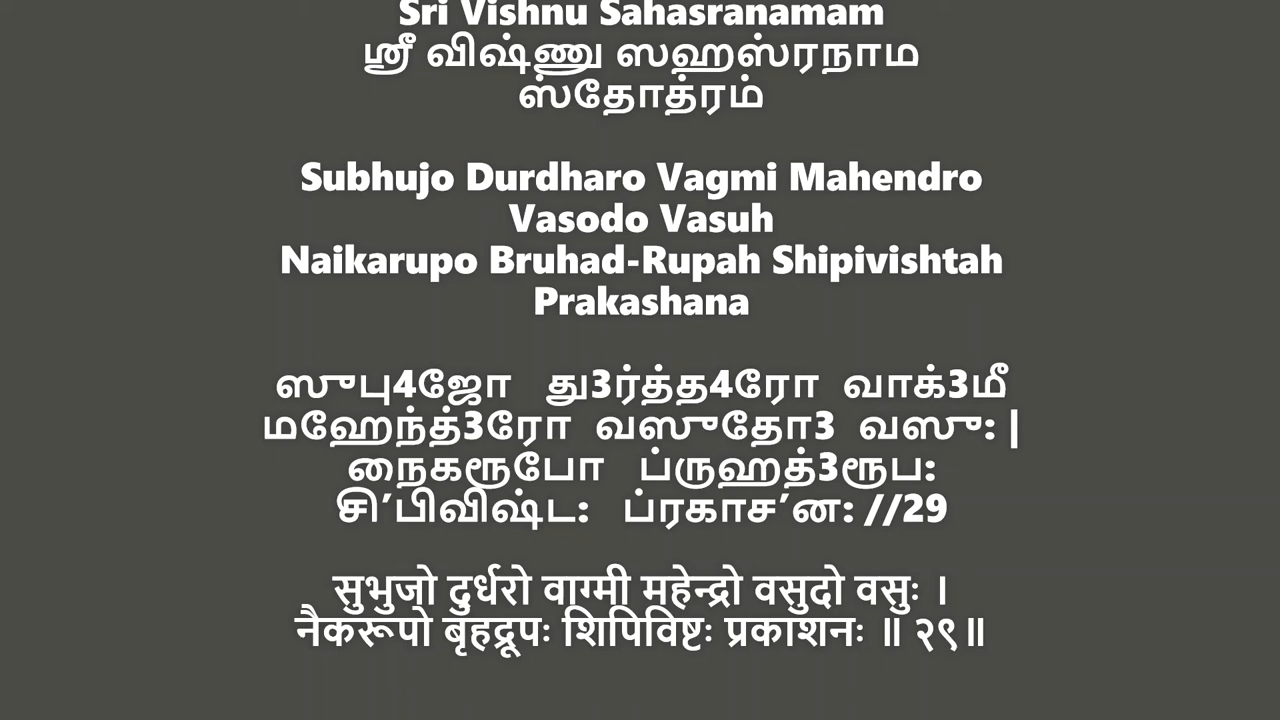 Sri Vishnu Sahasranamam
ஸ்ரீ விஷ்ணு ஸஹஸ்ரநாம
ஸ்தோத்ரம்
Subhujo Durdharo Vagmi Mahendro
Vasodo Vasuh
Naikarupo Bruhad-Rupah Shipivishtah
Prakashana
ஸுபு4ஜோ து3ர்த்த4ரோ வாக்3மீ
மஹேந்த்3ரோ வஸுதோ3 வஸு: |
நைகரூபோ ப்ருஹத்3ரூப:
சி’பிவிஷ்ட: ப்ரகாச’ன: //29
सुभुजो दुर्धरो वाग्मी महेन्द्रो वसुदो वसुः ।
नैकरूपो बृहद्रूपः शिपिविष्टः प्रकाशनः ॥ २९॥